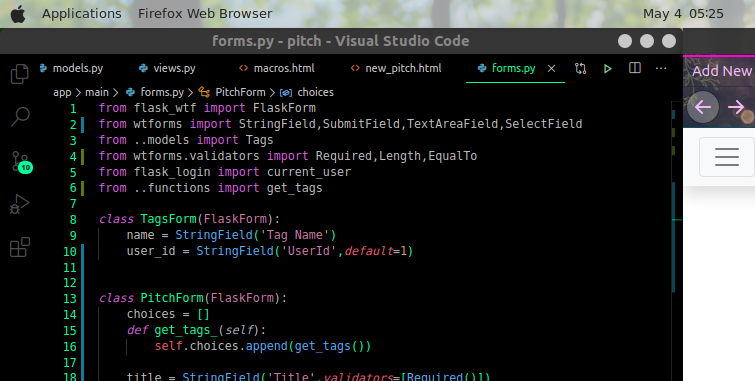 Applications Firefox Web Browser May 4 05:25
forms.py - pitch - Visual Studio Code
models.py views.py macros.html new_pitch.html forms.py
Add New
app > main > forms.py > PitchForm > choices
1 from flask_wtf import FlaskForm
2 from wtforms import StringField,SubmitField,TextAreaField,SelectField
3 from ..models import Tags
4 from wtforms.validators import Required,Length,EqualTo
5 from flask_login import current_user
6 from ..functions import get_tags
7
8 class TagsForm(FlaskForm):
9 name = StringField('Tag Name')
10 user_id = StringField('UserId',default=1)
11
12
13 class PitchForm(FlaskForm):
14 choices = []
15 def get_tags_(self):
16 self.choices.append(get_tags())
17
18 title = StringField('Title',validators=[Required()])
10